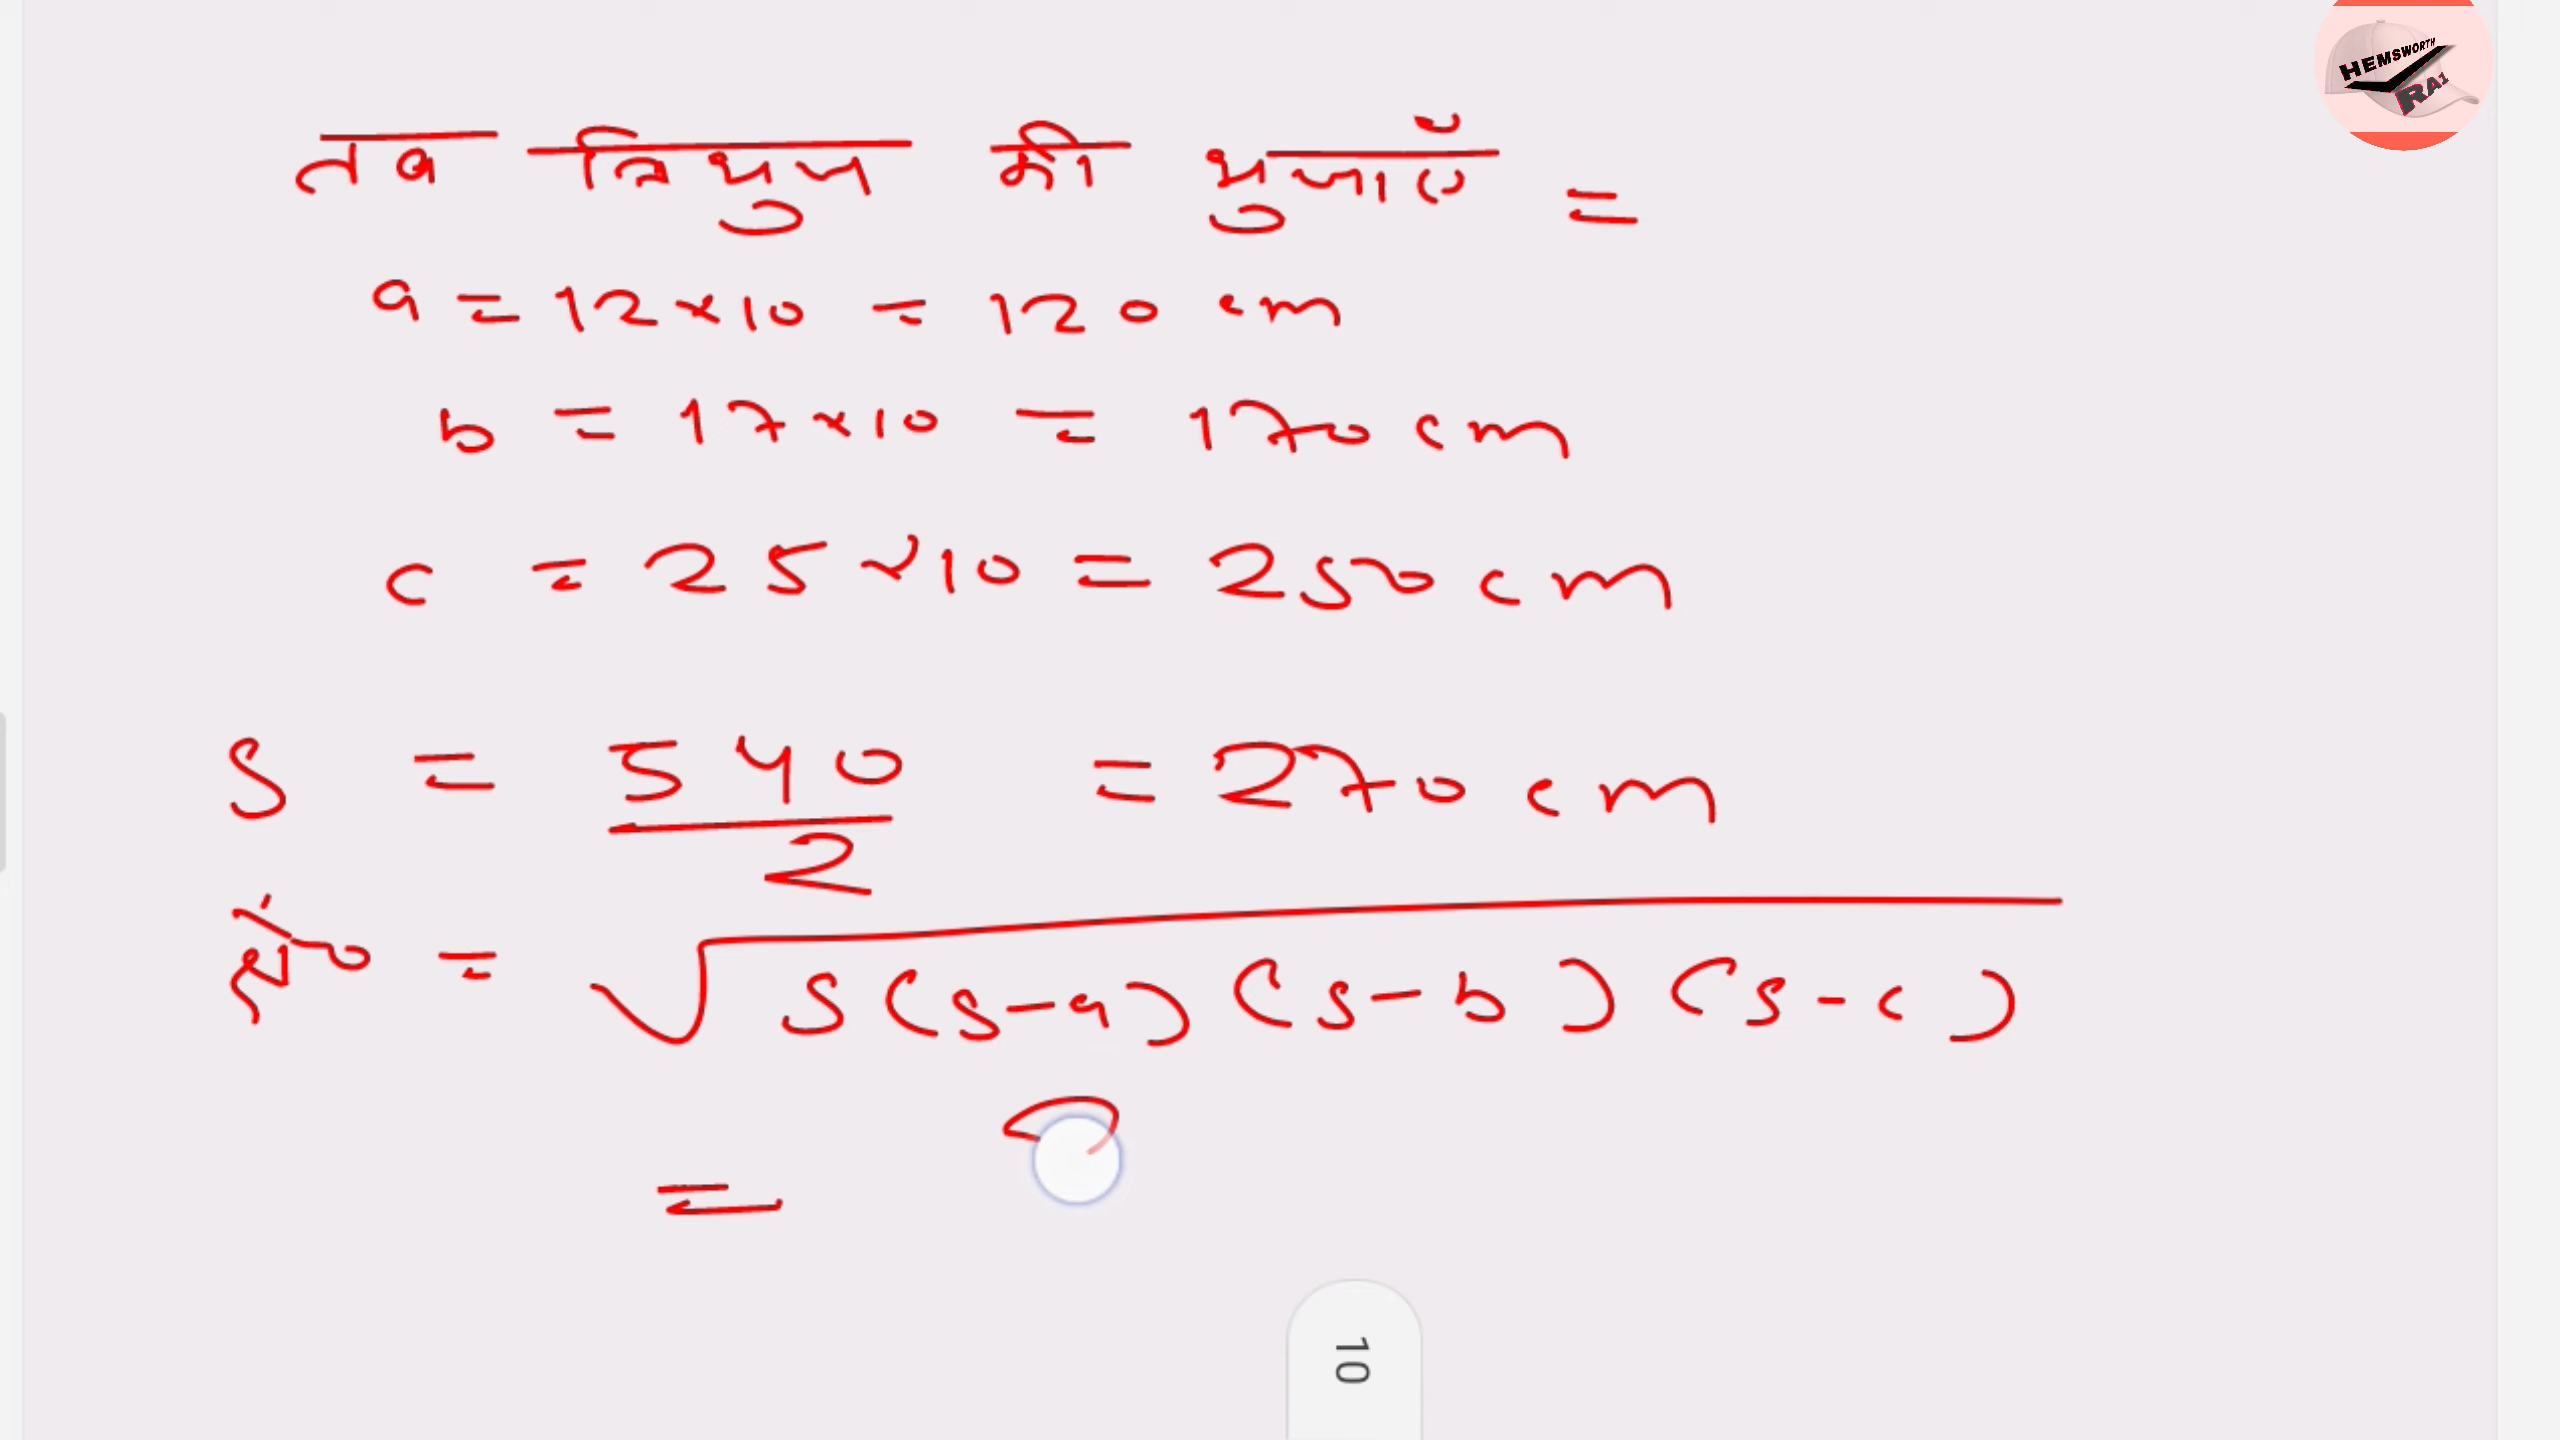 तब त्रिभुज की भुजाएँ =
a = 12×10 = 120 cm
b = 17×10 = 170 cm
c = 25×10 = 250 cm
S = 540/2 = 270 cm
क्षे० = √S(S-a)(S-b)(S-c)
=
10
HEMSWORTH
RA1